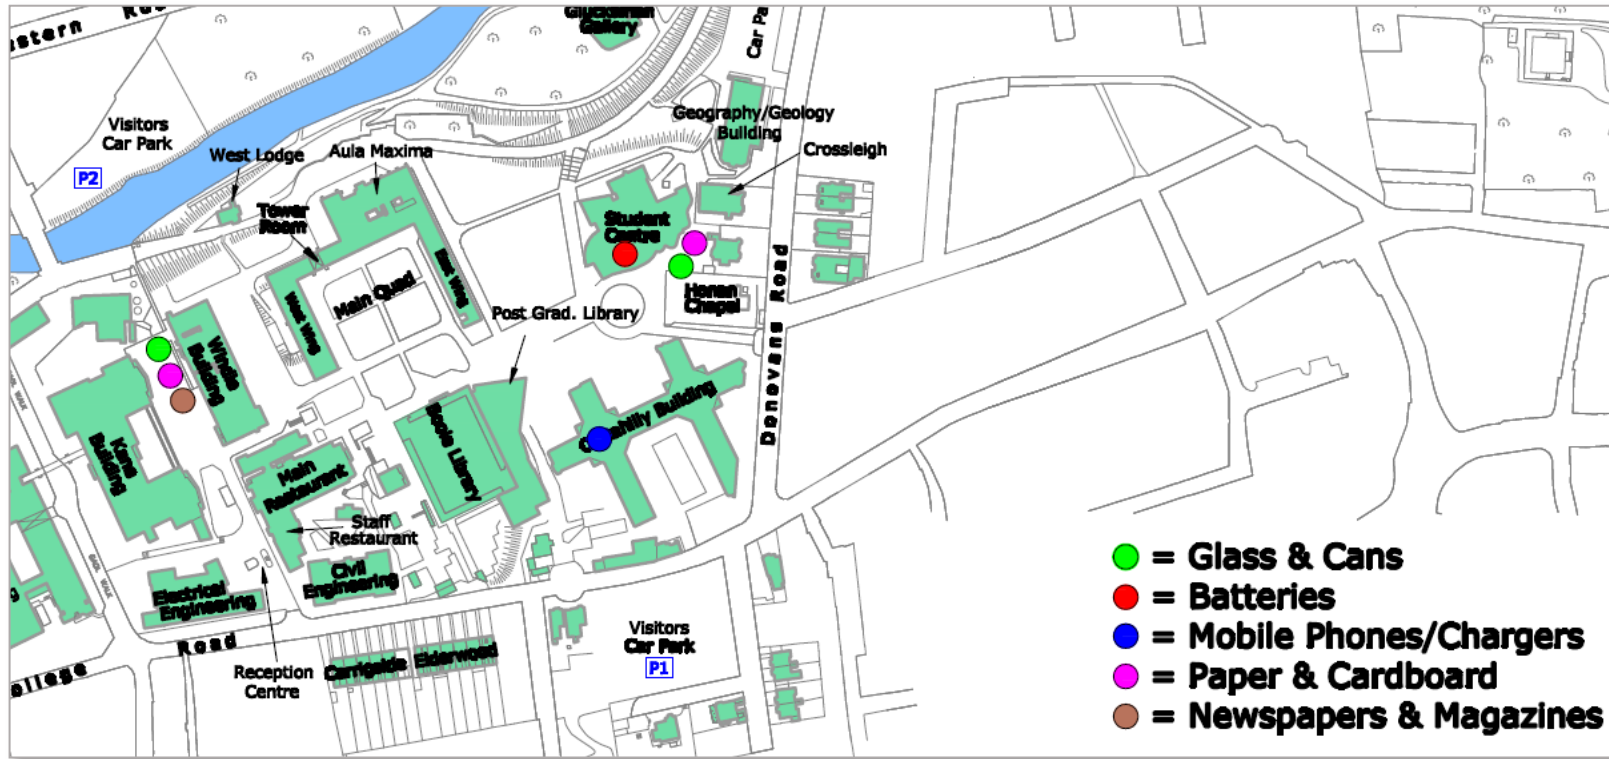 Gallery
Car Pa
Visitors
Car Park
P2
West Lodge
Aula Maxima
Geography/Geology
Building
Crossleigh
Tower
Room
Student
Centre
East Wing
Main Quad
West Wing
Honan
Chapel
Donovans Road
Post Grad. Library
Windle
Building
Kane
Building
Boole Library
Building
Main
Restaurant
Staff
Restaurant
Civil
Engineering
Electrical
Engineering
Road
Reception
Centre
Carrigside
Elderwood
Visitors
Car Park
P1
= Glass & Cans
= Batteries
= Mobile Phones/Chargers
= Paper & Cardboard
= Newspapers & Magazines